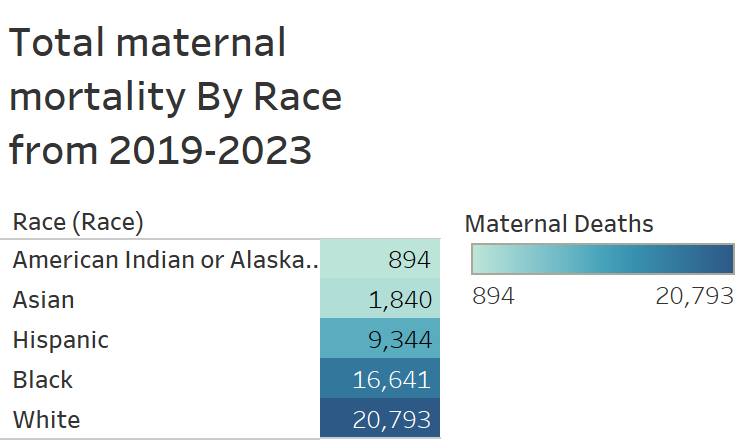 Total maternal
mortality By Race
from 2019-2023
Race (Race)
American Indian or Alaska.. 894
Asian 1,840
Hispanic 9,344
Black 16,641
White 20,793
Maternal Deaths
894 20,793